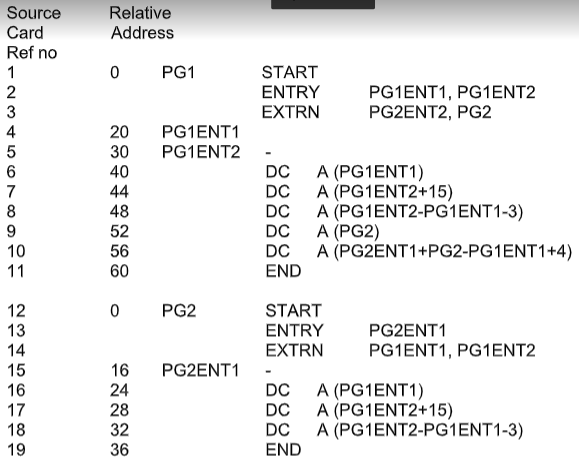 Source Relative
Card Address
Ref no
1 0 PG1 START
2 ENTRY PG1ENT1, PG1ENT2
3 EXTRN PG2ENT2, PG2
4 20 PG1ENT1
5 30 PG1ENT2 -
6 40 DC A (PG1ENT1)
7 44 DC A (PG1ENT2+15)
8 48 DC A (PG1ENT2-PG1ENT1-3)
9 52 DC A (PG2)
10 56 DC A (PG2ENT1+PG2-PG1ENT1+4)
11 60 END
12 0 PG2 START
13 ENTRY PG2ENT1
14 EXTRN PG1ENT1, PG1ENT2
15 16 PG2ENT1 -
16 24 DC A (PG1ENT1)
17 28 DC A (PG1ENT2+15)
18 32 DC A (PG1ENT2-PG1ENT1-3)
19 36 END